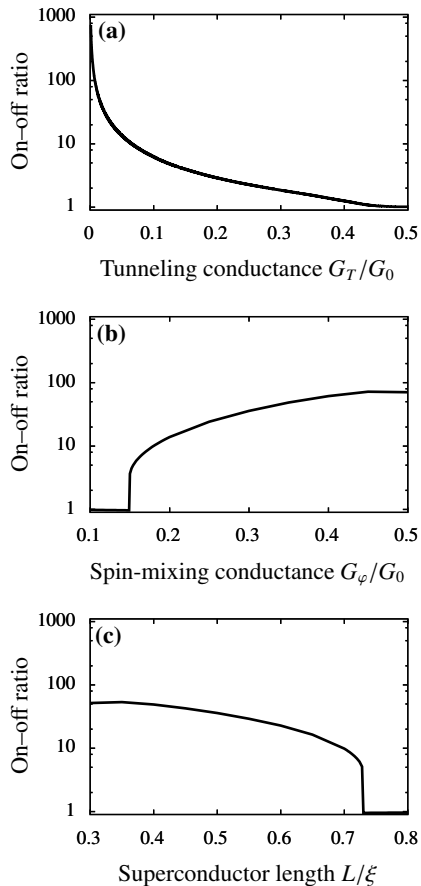 (a)
On–off ratio
1000
100
10
1
0 0.1 0.2 0.3 0.4 0.5
Tunneling conductance G_T/G_0
(b)
On–off ratio
1000
100
10
1
0.1 0.2 0.3 0.4 0.5
Spin-mixing conductance G_φ/G_0
(c)
On–off ratio
1000
100
10
1
0.3 0.4 0.5 0.6 0.7 0.8
Superconductor length L/ξ